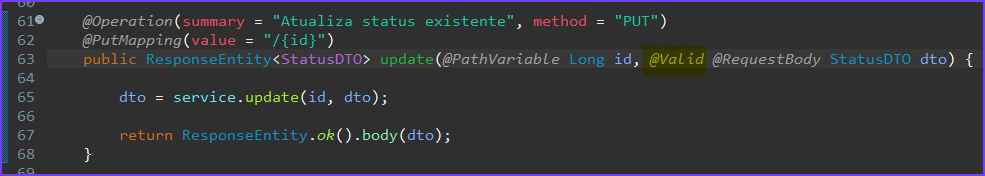 60
61 @Operation(summary = "Atualiza status existente", method = "PUT")
62 @PutMapping(value = "/{id}")
63 public ResponseEntity<StatusDTO> update(@PathVariable Long id, @Valid @RequestBody StatusDTO dto) {
64
65 dto = service.update(id, dto);
66
67 return ResponseEntity.ok().body(dto);
68 }
69